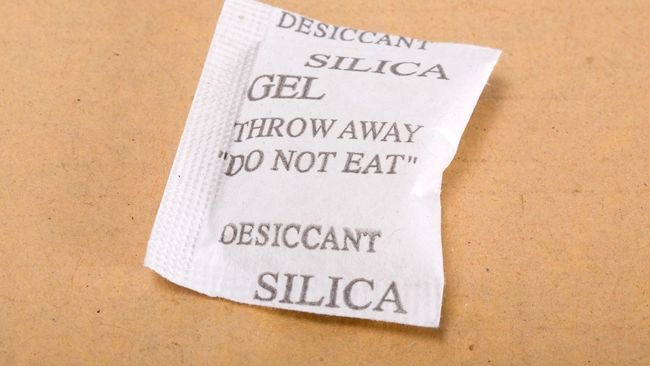 DESICCANT
SILICA
GEL
THROW AWAY
"DO NOT EAT"
DESICCANT
SILICA